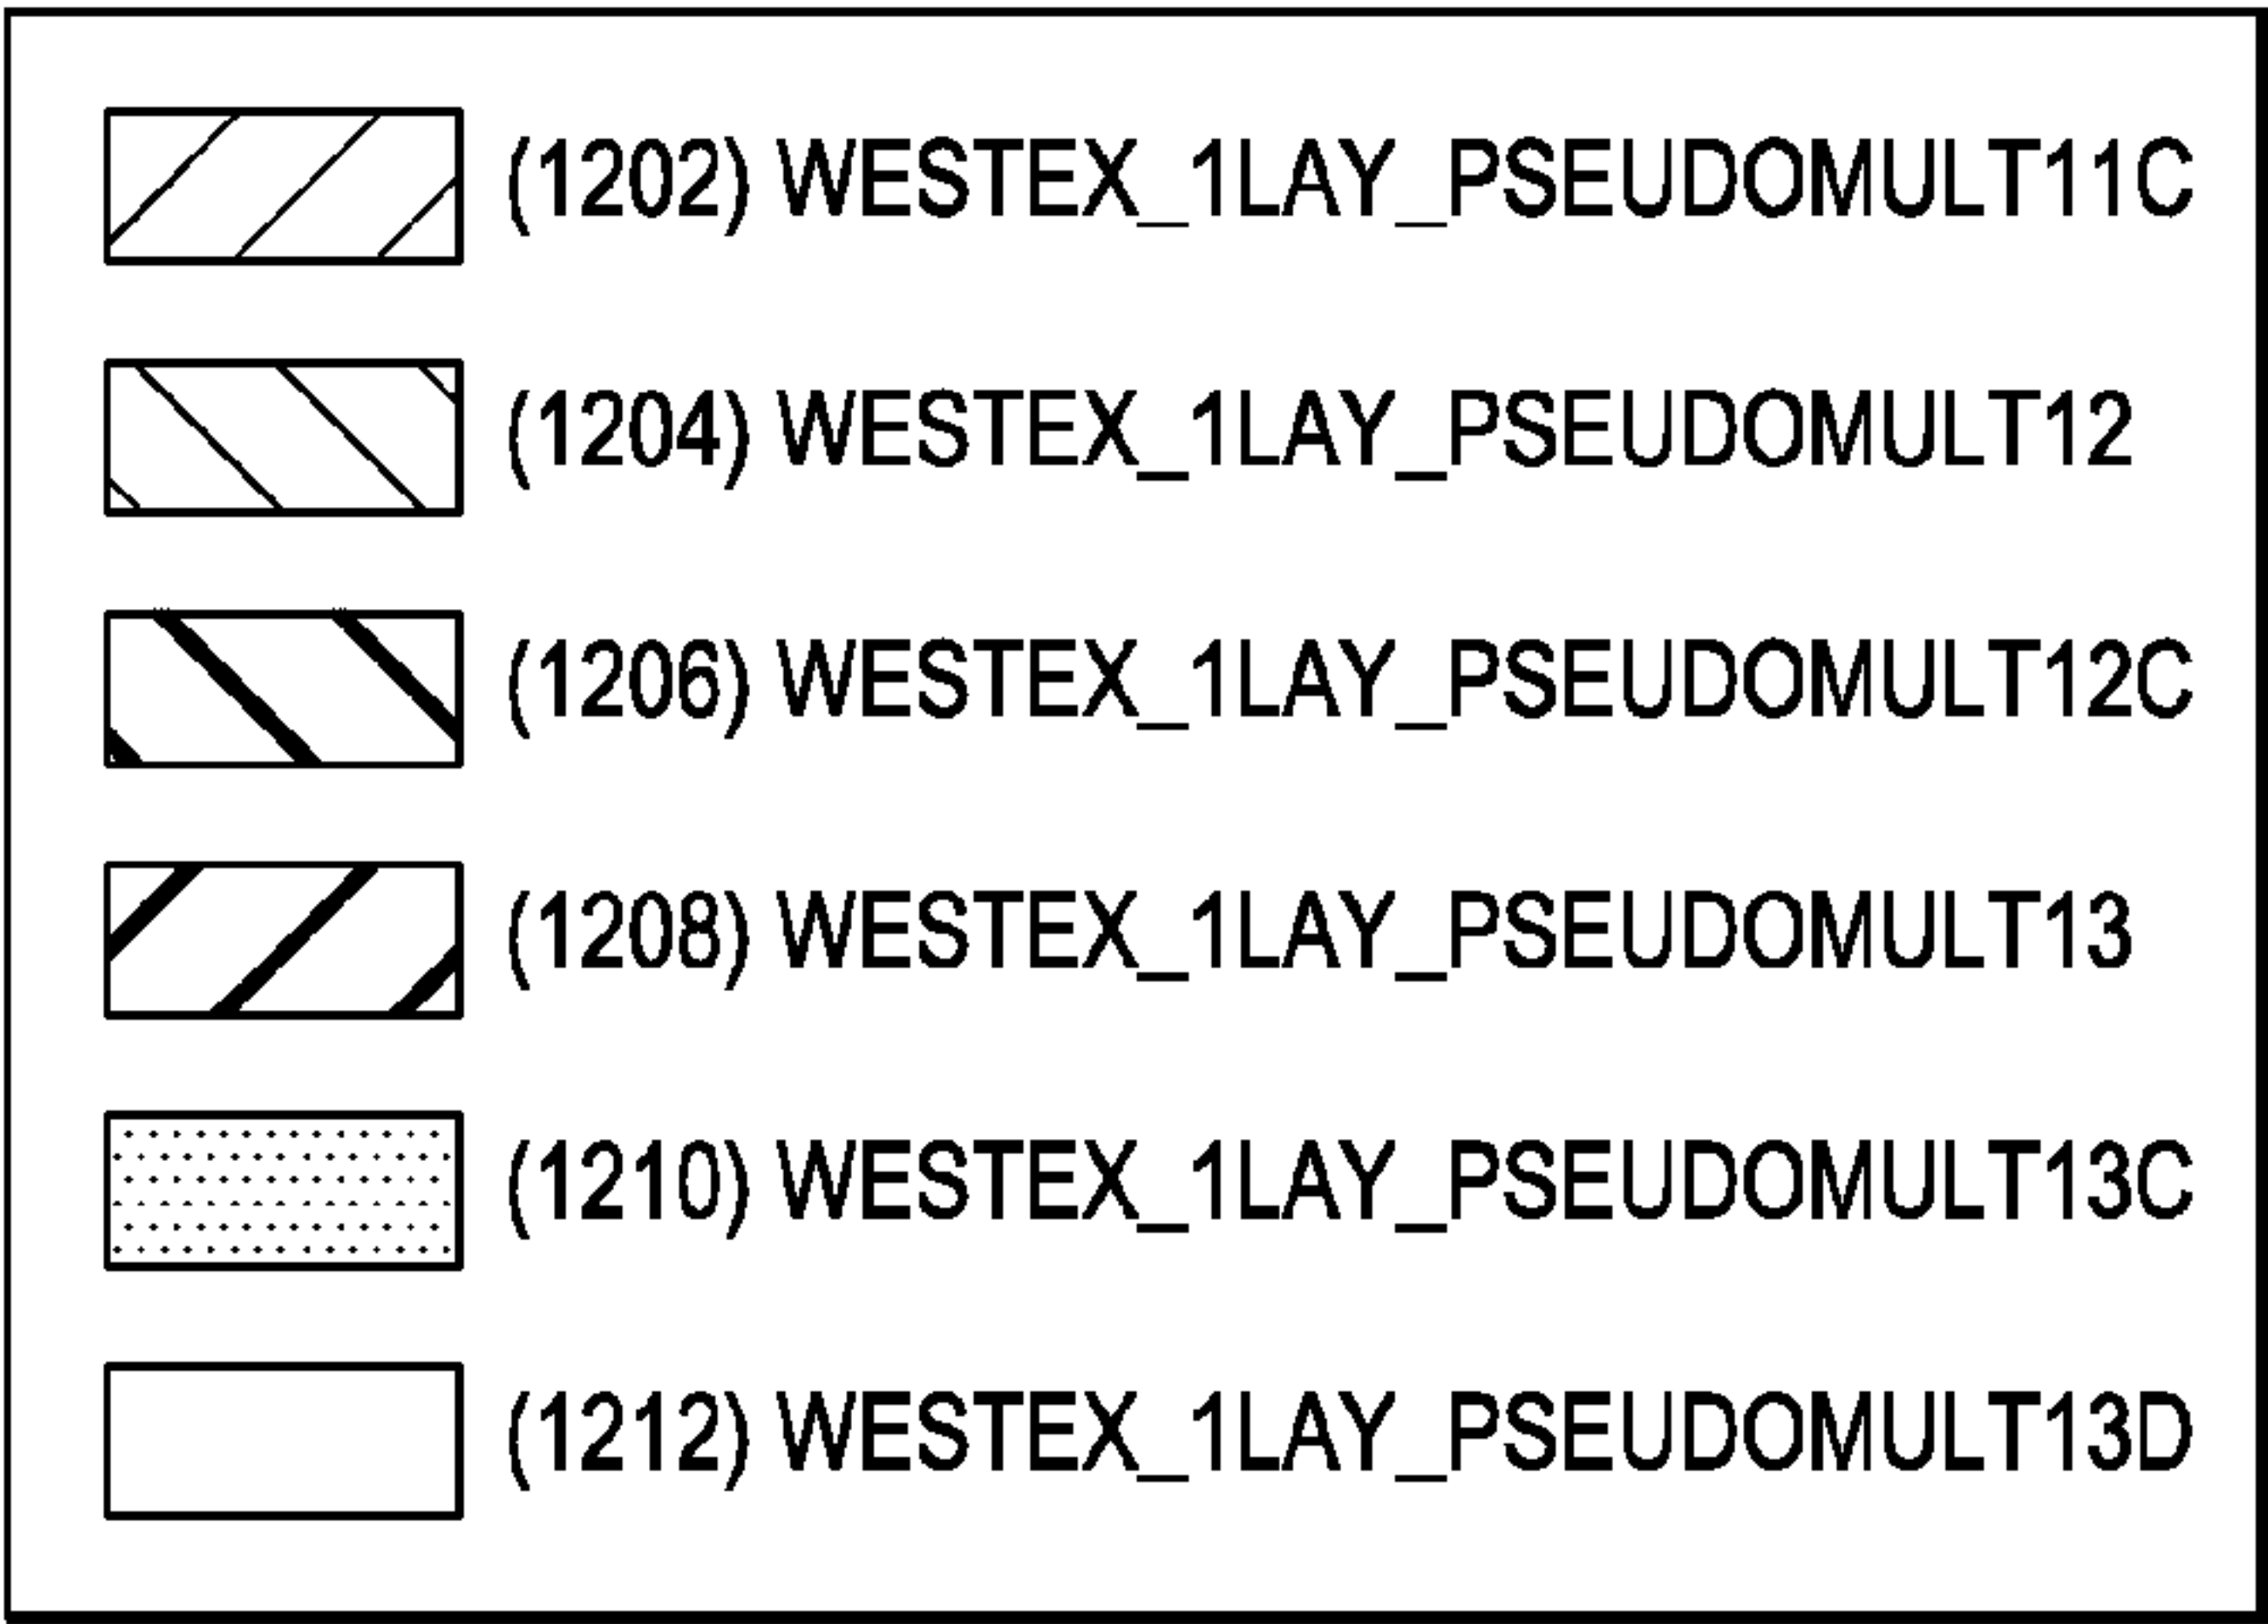 (1202) WESTEX_1LAY_PSEUDOMULT11C
(1204) WESTEX_1LAY_PSEUDOMULT12
(1206) WESTEX_1LAY_PSEUDOMULT12C
(1208) WESTEX_1LAY_PSEUDOMULT13
(1210) WESTEX_1LAY_PSEUDOMULT13C
(1212) WESTEX_1LAY_PSEUDOMULT13D